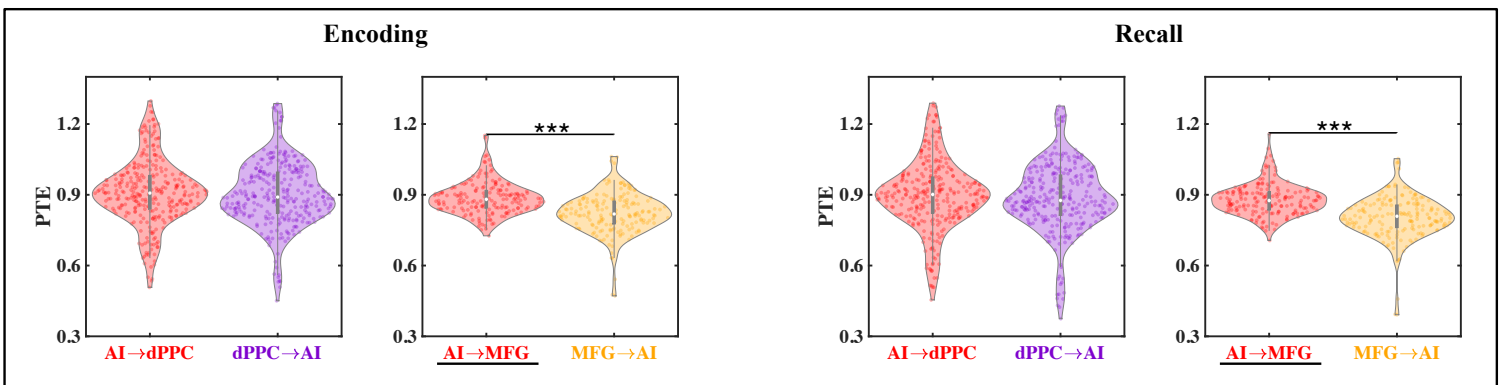 Encoding
Recall
PTE
1.2
0.9
0.6
0.3
AI→dPPC
dPPC→AI
1.2
0.9
0.6
0.3
***
AI→MFG
MFG→AI
PTE
1.2
0.9
0.6
0.3
AI→dPPC
dPPC→AI
1.2
0.9
0.6
0.3
***
AI→MFG
MFG→AI